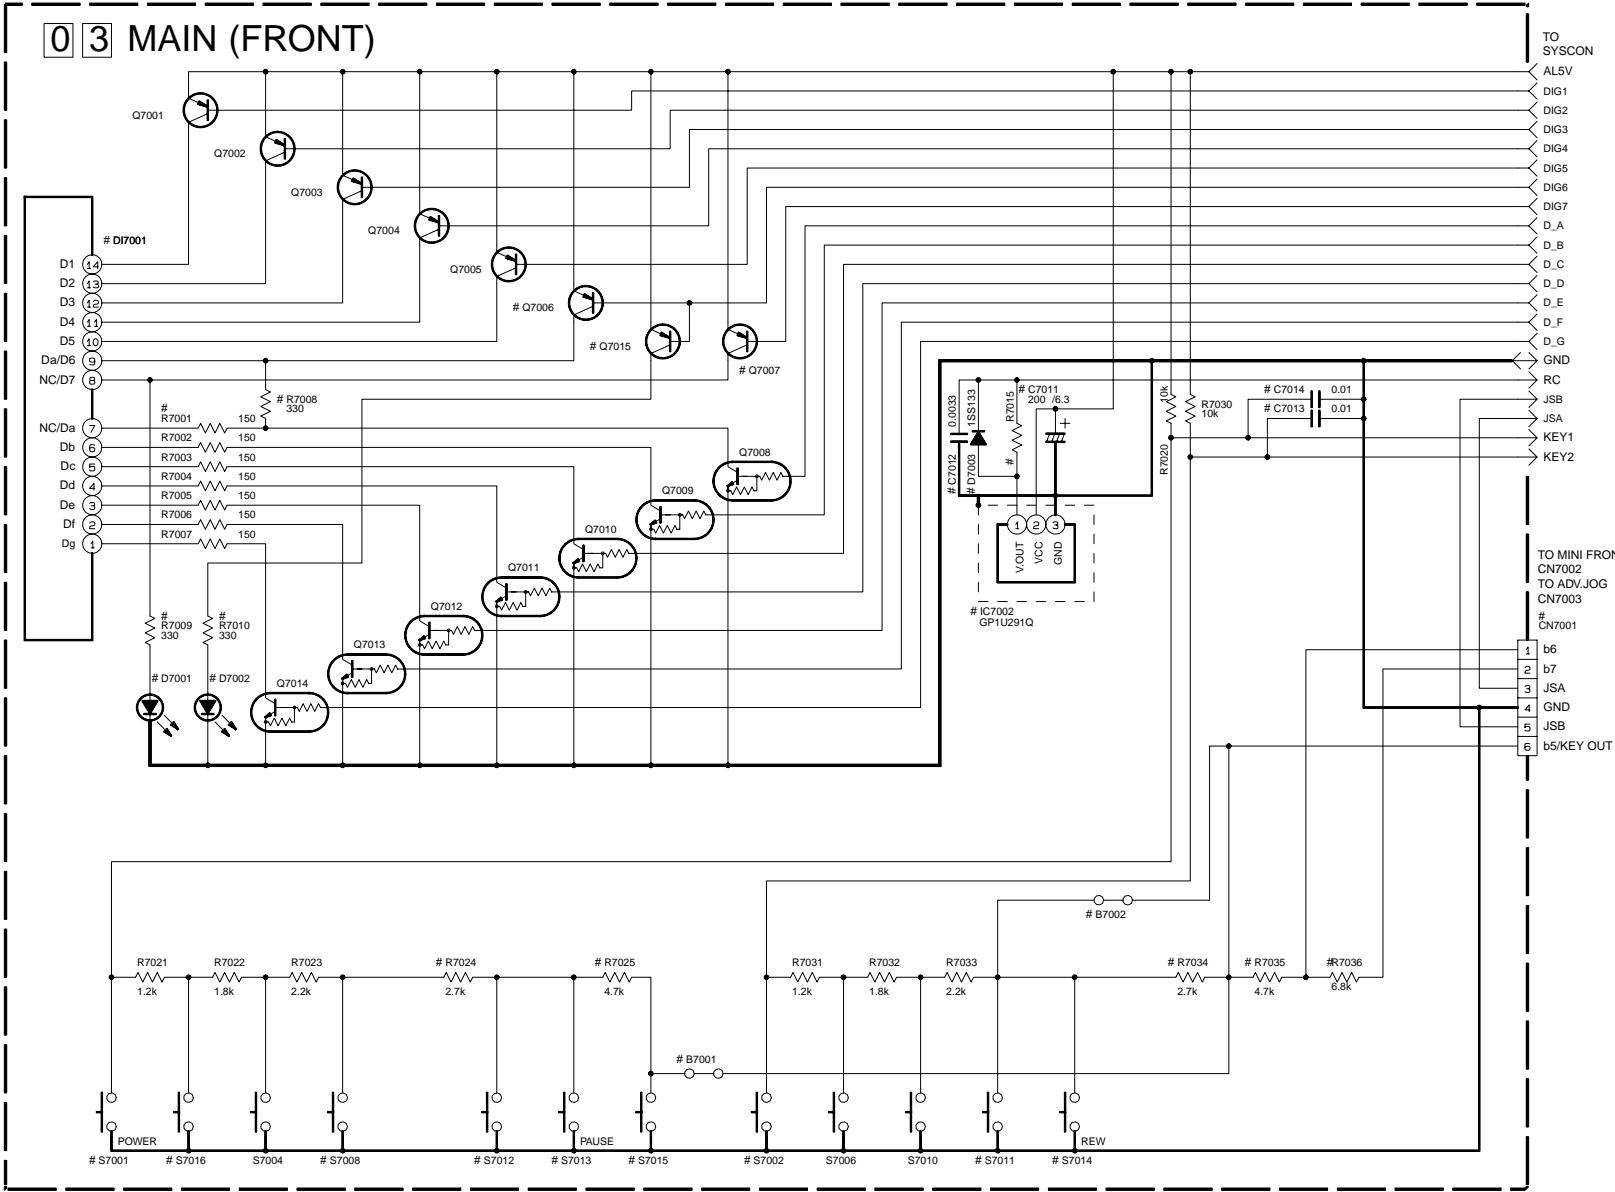 0 3 MAIN (FRONT)
TO
SYSCON
AL5V
DIG1
DIG2
DIG3
DIG4
DIG5
DIG6
DIG7
D_A
D_B
D_C
D_D
D_E
D_F
D_G
GND
RC
JSB
JSA
KEY1
KEY2
Q7001
Q7002
Q7003
Q7004
Q7005
# Q7006
# Q7015
# Q7007
# DI7001
D1 14
D2 13
D3 12
D4 11
D5 10
Da/D6 9
NC/D7 8
NC/Da 7
Db 6
Dc 5
Dd 4
De 3
Df 2
Dg 1
# R7008
330
#
R7001 150
R7002 150
R7003 150
R7004 150
R7005 150
R7006 150
R7007 150
Q7008
Q7009
Q7010
Q7011
Q7012
Q7013
Q7014
#
R7009
330
#
R7010
330
# D7001
# D7002
0.0033
# C7012
1SS133
# D7003
R7015
#
# C7011
200 /6.3
+
1 2 3
V.OUT
VCC
GND
# IC7002
GP1U291Q
10k
R7020
R7030
10k
# C7014 0.01
# C7013 0.01
TO MINI FRON
CN7002
TO ADV.JOG
CN7003
#
CN7001
1 b6
2 b7
3 JSA
4 GND
5 JSB
6 b5/KEY OUT
# B7002
R7021
1.2k
R7022
1.8k
R7023
2.2k
# R7024
2.7k
# R7025
4.7k
R7031
1.2k
R7032
1.8k
R7033
2.2k
# R7034
2.7k
# R7035
4.7k
#R7036
6.8k
# B7001
POWER
PAUSE
REW
# S7001
# S7016
S7004
# S7008
# S7012
# S7013
# S7015
# S7002
S7006
S7010
# S7011
# S7014